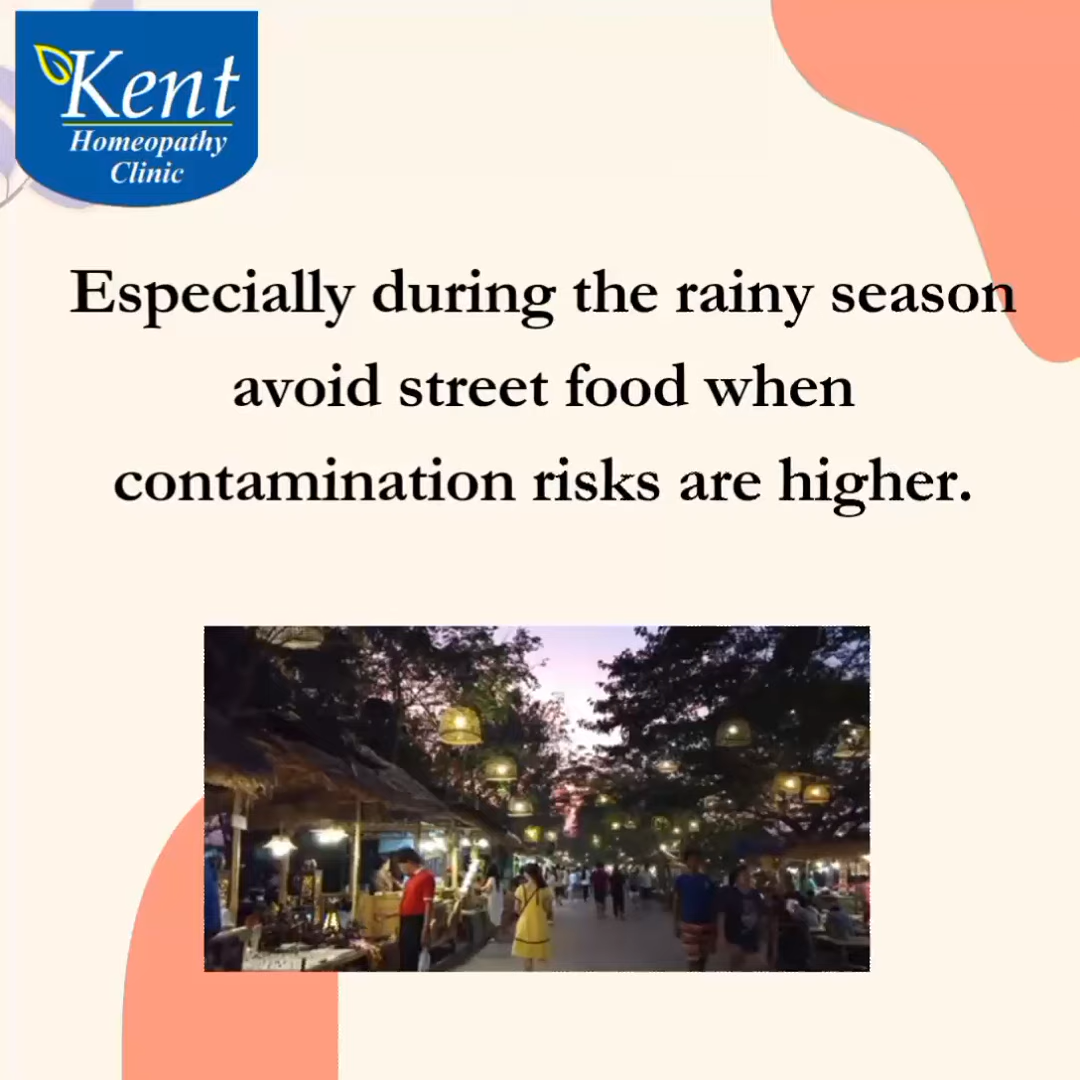 Kent
Homeopathy
Clinic
Especially during the rainy season
avoid street food when
contamination risks are higher.